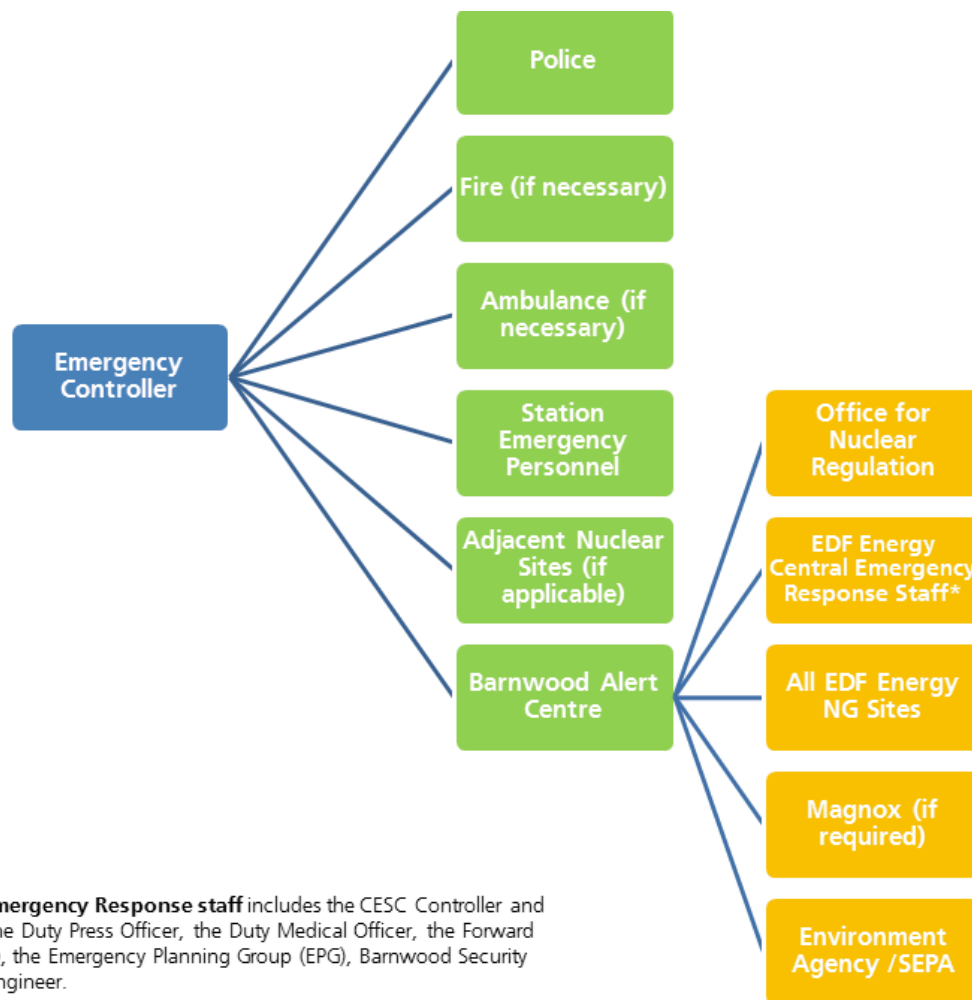 Police
Fire (if necessary)
Ambulance (if
necessary)
Emergency
Controller
Station
Emergency
Personnel
Adjacent Nuclear
Sites (if
applicable)
Barnwood Alert
Centre
Office for
Nuclear
Regulation
EDF Energy
Central Emergency
Response Staff*
All EDF Energy
NG Sites
Magnox (if
required)
Environment
Agency /SEPA
Response staff includes the CESC Controller and
Duty Press Officer, the Duty Medical Officer, the Forward
the Emergency Planning Group (EPG), Barnwood Security